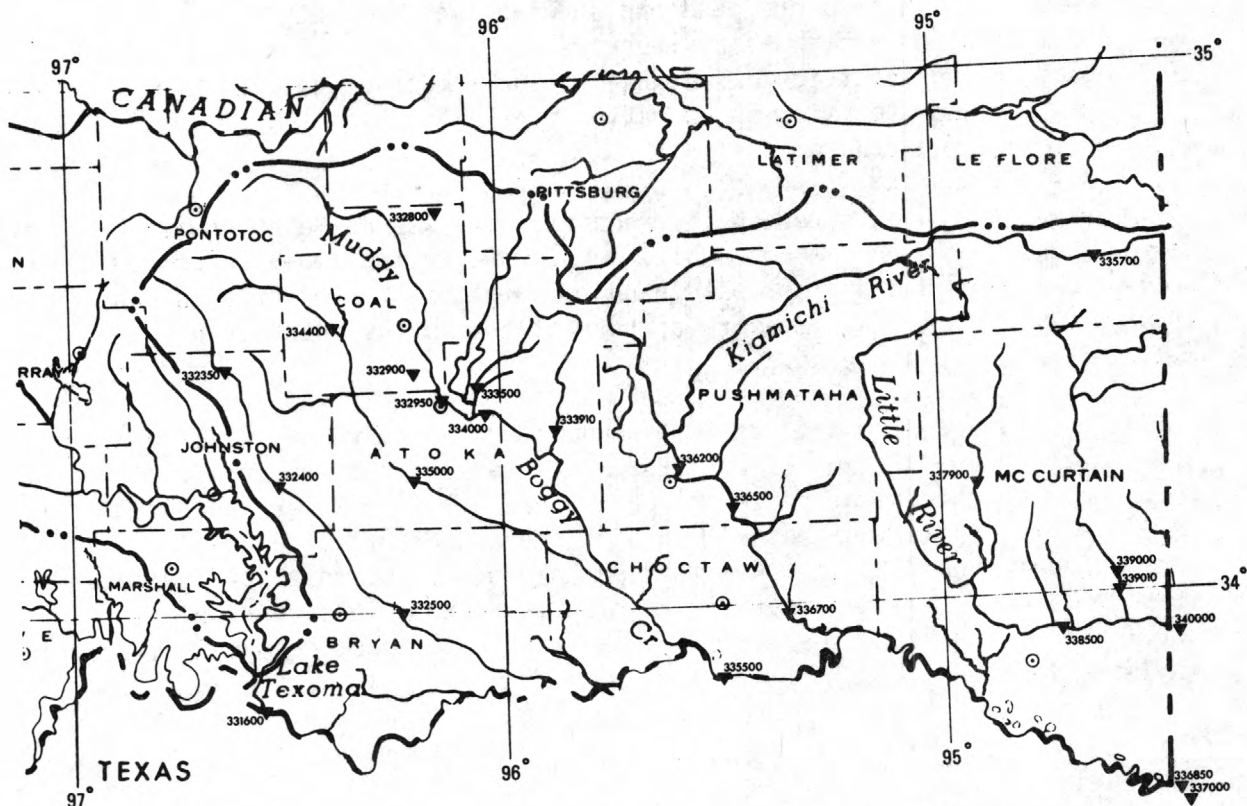 96°
95°
35°
97°
CANADIAN
LATIMER
LE FLORE
PITTSBURG
332800
PONTOTOC
Muddy
N
335700
Kiamichi River
COAL
334400
332900
RRAY
332350
333500
332950
PUSHMATAHA
Little
334000
333910
JOHNSTON
ATOKA
336200
335000
Boggy
332400
337900
MC CURTAIN
336500
River
CHOCTAW
339000
34°
MARSHALL
339010
332500
336700
340000
YE
BRYAN
Cr
338500
Lake
Texoma
335500
331600
TEXAS
95°
96°
336850
337000
97°